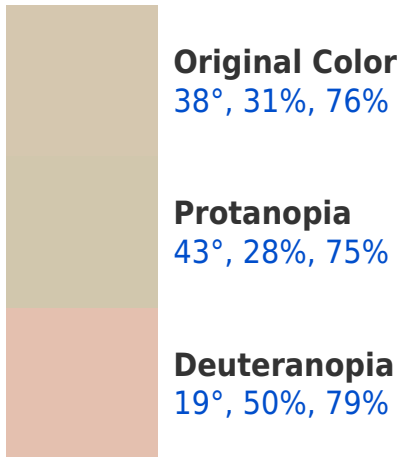 Original Color
38°, 31%, 76%
Protanopia
43°, 28%, 75%
Deuteranopia
19°, 50%, 79%